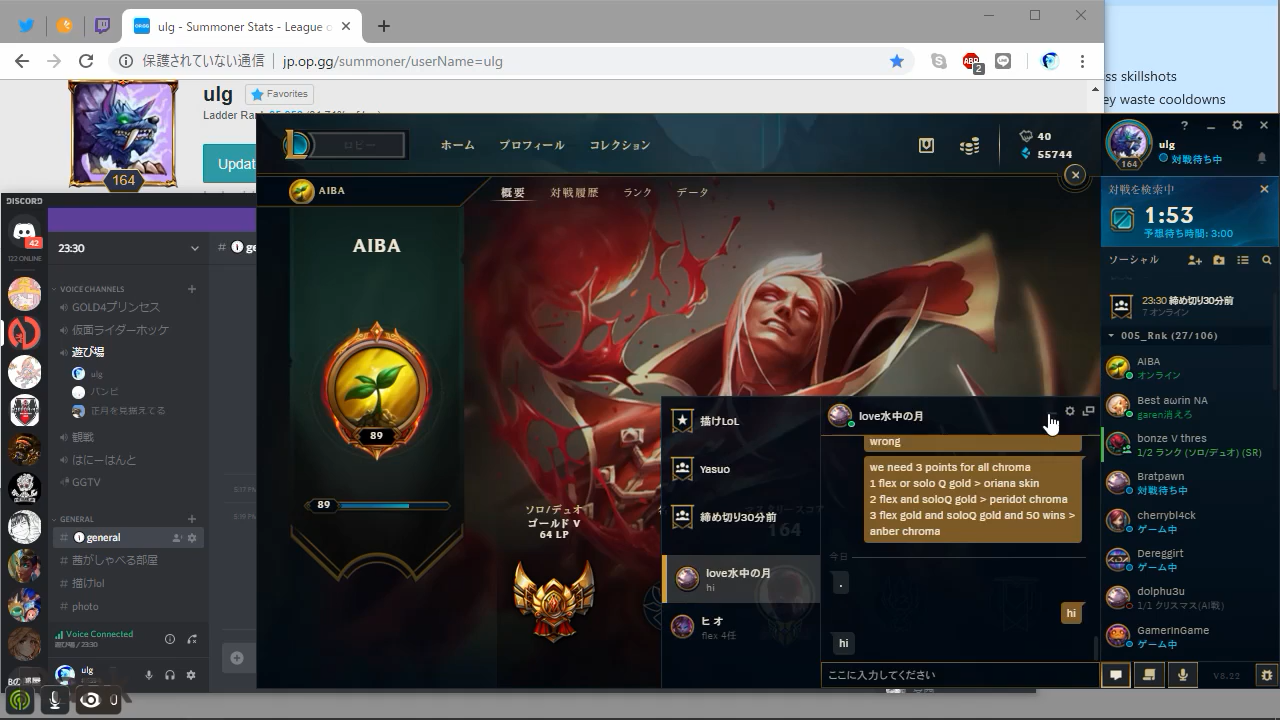 ulg - Summoner Stats - League o
保護されていない通信
jp.op.gg/summoner/userName=ulg
ABP
2
ss skillshots
ey waste cooldowns
ulg
Favorites
Updat
164
DISCORD
42
122 ONLINE
23:30
# ge
VOICE CHANNELS
GOLD4プリンセス
仮面ライダーホッケ
遊び場
ulg
バンビ
正月を見据えてる
観戦
はにーはんと
GGTV
GENERAL
general
# 茜がしゃべる部屋
# 描けlol
# photo
Voice Connected
遊び場 / 23:30
ulg
0
ロビー
ホーム
プロフィール
コレクション
40
55744
AIBA
概要
対戦履歴
ランク
データ
AIBA
89
89
ソロ/デュオ
ゴールド V
64 LP
164
描けLoL
Yasuo
締め切り30分前
love水中の月
hi
ヒオ
flex 4任
love水中の月
wrong
we need 3 points for all chroma
1 flex or solo Q gold > oriana skin
2 flex and soloQ gold > peridot chroma
3 flex gold and soloQ gold and 50 wins >
anber chroma
今日
.
hi
hi
ここに入力してください
ulg
対戦待ち中
164
対戦を検索中
1:53
予想待ち時間: 3:00
ソーシャル
23:30 締め切り30分前
7 オンライン
005_Rnk (27/106)
AIBA
オンライン
Best aωrin NA
garen消えろ
bonze V thres
1/2 ランク (ソロ/デュオ) (SR)
Bratpawn
対戦待ち中
cherrybl4ck
ゲーム中
Dereggirt
ゲーム中
dolphu3u
1/1 クリスマス(AI戦)
GamerinGame
ゲーム中
V8.22